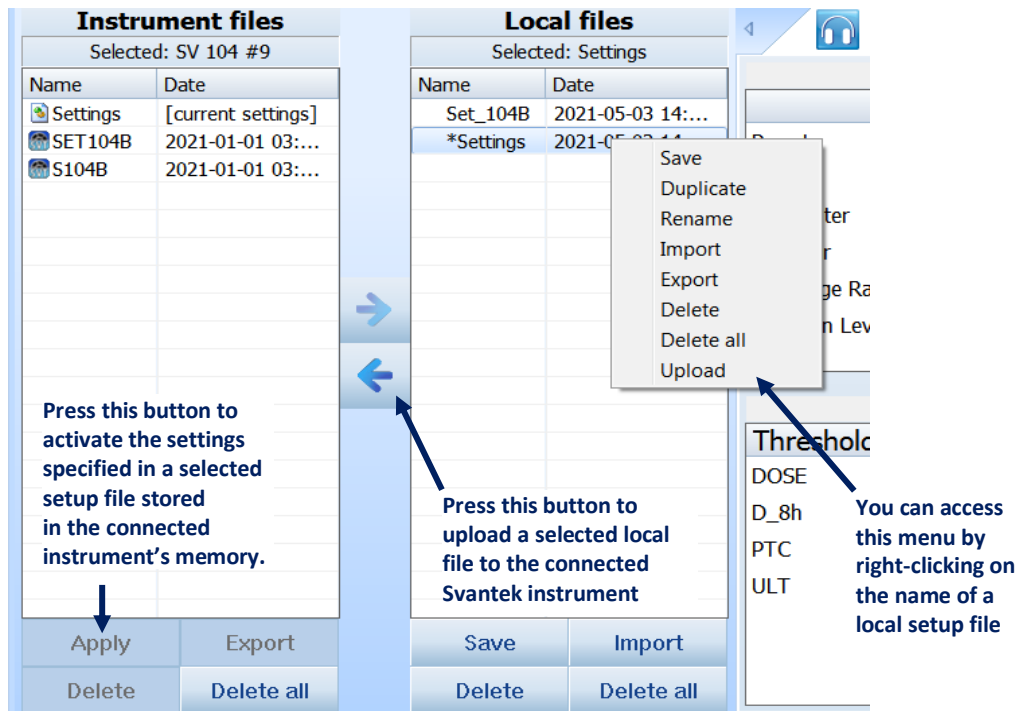 Instrument files
Selected: SV 104 #9
Name Date
Settings [current settings]
SET104B 2021-01-01 03:...
S104B 2021-01-01 03:...
Press this button to
activate the settings
specified in a selected
setup file stored
in the connected
instrument's memory.
Apply Export
Delete Delete all
Local files
Selected: Settings
Name Date
Set_104B 2021-05-03 14:...
*Settings
Save
Duplicate
Rename
Import
Export
Delete
Delete all
Upload
Press this button to
upload a selected local
file to the connected
Svantek instrument
Save Import
Delete Delete all
ter
r
ge Ra
n Lev
Threshold
DOSE
D_8h
PTC
ULT
You can access
this menu by
right-clicking on
the name of a
local setup file